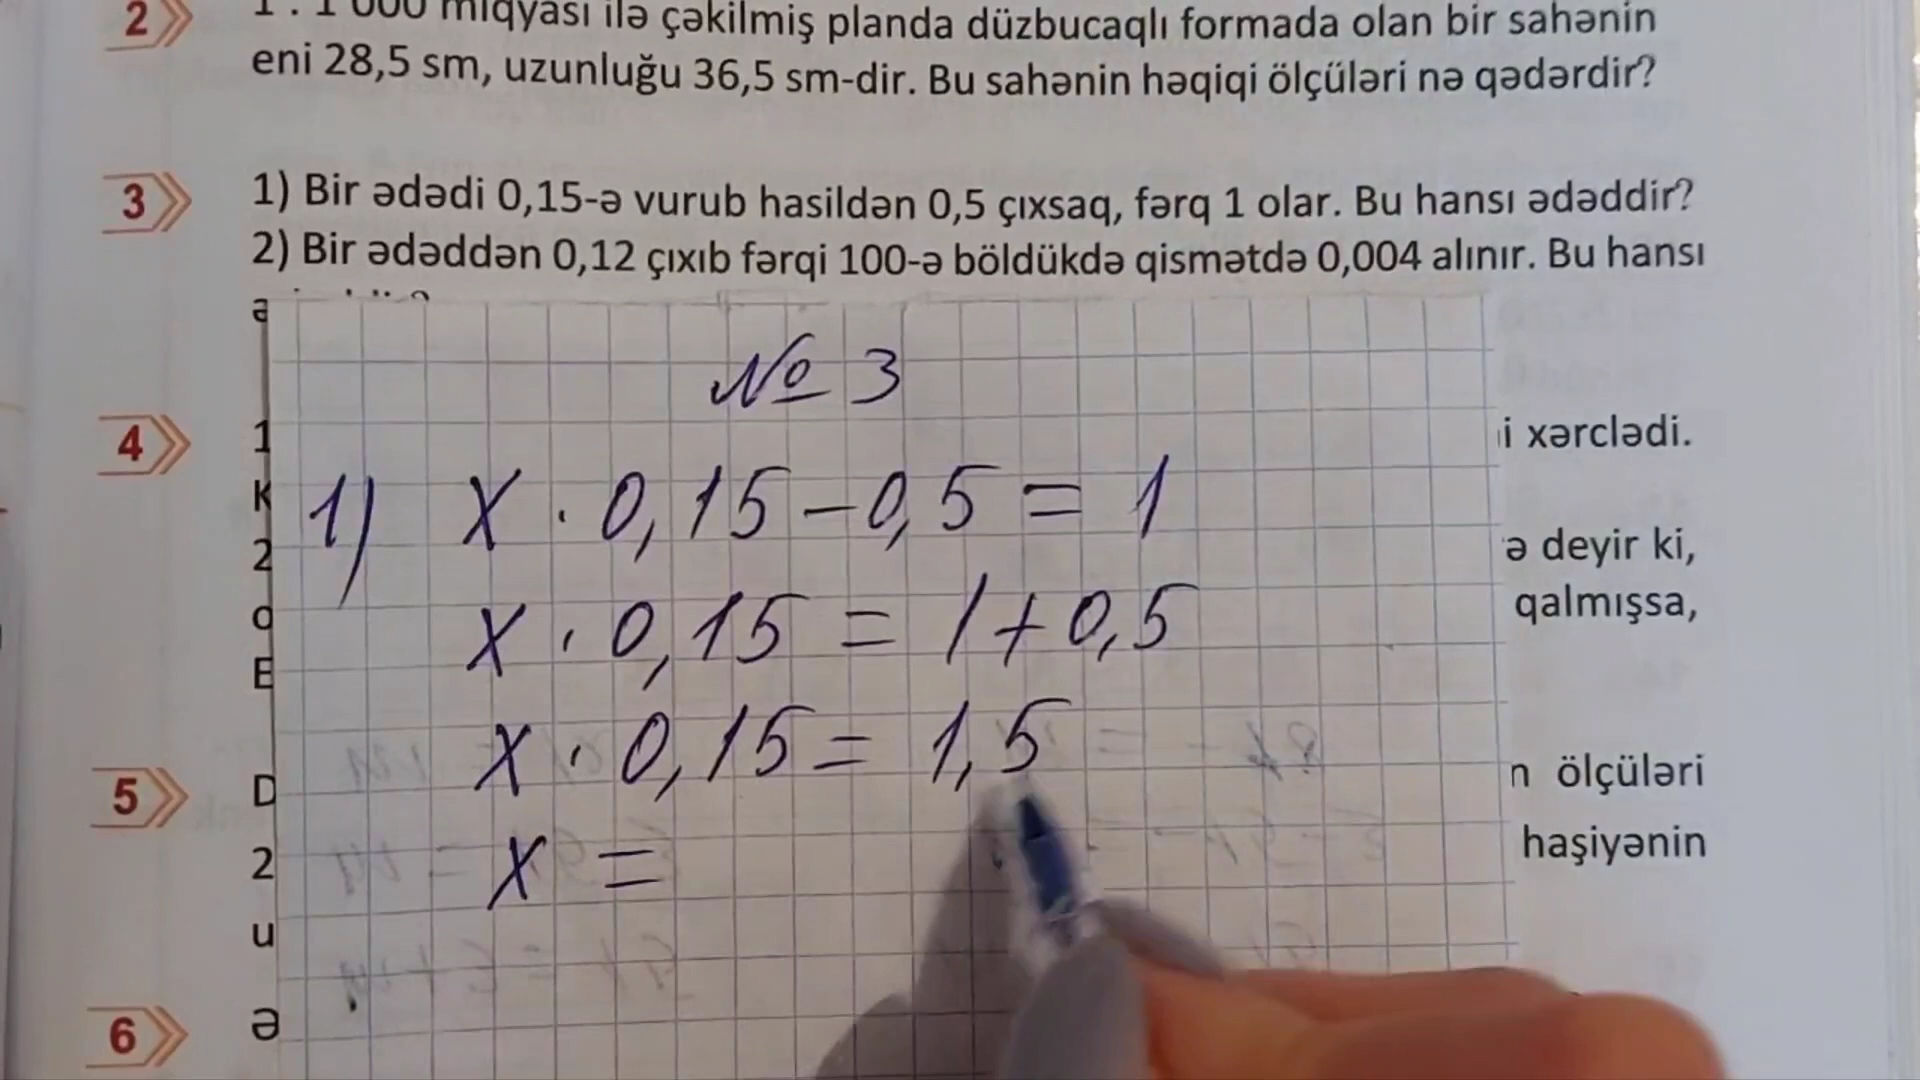 2 1 : 1 000 miqyası ilə çəkilmiş planda düzbucaqlı formada olan bir sahənin
eni 28,5 sm, uzunluğu 36,5 sm-dir. Bu sahənin həqiqi ölçüləri nə qədərdir?
3 1) Bir ədədi 0,15-ə vurub hasildən 0,5 çıxsaq, fərq 1 olar. Bu hansı ədəddir?
2) Bir ədəddən 0,12 çıxıb fərqi 100-ə böldükdə qismətdə 0,004 alınır. Bu hansı
ə
№ 3
4 1 i xərclədi.
1) x · 0,15 - 0,5 = 1
K
2 ə deyir ki,
o qalmışsa,
x · 0,15 = 1 + 0,5
E
x · 0,15 = 1,5
5 D n ölçüləri
2 haşiyənin
x =
u
6 ə